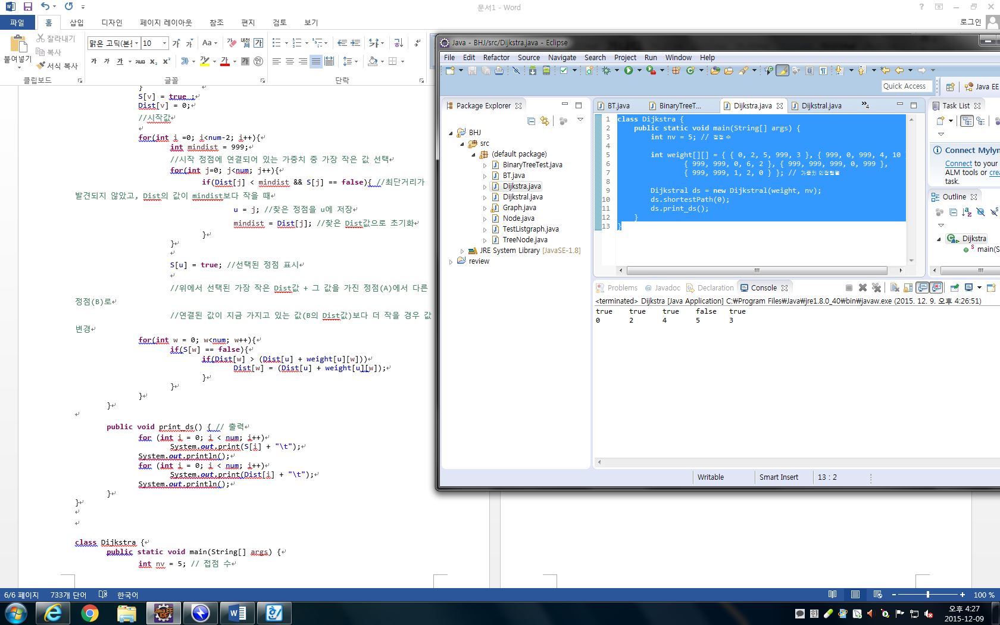 문서1 - Word
파일 홈 삽입 디자인 페이지 레이아웃 참조 편지 검토 보기
로그인
붙여넣기
잘라내기
복사
서식 복사
클립보드
맑은 고딕(본문 10
글꼴
단락
}
S[v] = true ;
Dist[v] = 0;
//시작값
for(int i =0; i<num-2; i++){
int mindist = 999;
//시작 정점에 연결되어 있는 가중치 중 가장 작은 값 선택
for(int j=0; j<num; j++){
if(Dist[j] < mindist && S[j] == false){ //최단거리가
발견되지 않았고, Dist의 값이 mindist보다 작을 때
u = j; //찾은 정점을 u에 저장
mindist = Dist[j]; //찾은 Dist값으로 초기화
}
}
S[u] = true; //선택된 정점 표시
//위에서 선택된 가장 작은 Dist값 + 그 값을 가진 정점(A)에서 다른
정점(B)로
//연결된 값이 지금 가지고 있는 값(B의 Dist값)보다 더 작을 경우 값
변경
for(int w = 0; w<num; w++){
if(S[w] == false){
if(Dist[w] > (Dist[u] + weight[u][w]))
Dist[w] = (Dist[u] + weight[u][w]);
}
}
}
}
public void print_ds() { // 출력
for (int i = 0; i < num; i++)
System.out.print(S[i] + "\t");
System.out.println();
for (int i = 0; i < num; i++)
System.out.print(Dist[i] + "\t");
System.out.println();
}
}
class Dijkstra {
public static void main(String[] args) {
int nv = 5; // 접점 수
6/6 페이지 733개 단어 한국어
100 %
Java - BHJ/src/Dijkstra.java - Eclipse
File Edit Refactor Source Navigate Search Project Run Window Help
Quick Access
Java EE
Package Explorer
BHJ
src
(default package)
BinaryTreeTest.java
BT.java
Dijkstra.java
Dijkstral.java
Graph.java
Node.java
TestListgraph.java
TreeNode.java
JRE System Library [JavaSE-1.8]
review
BT.java BinaryTreeT... Dijkstra.java Dijkstral.java 4
1 class Dijkstra {
2 public static void main(String[] args) {
3 int nv = 5; // 접점 수
4
5 int weight[][] = { { 0, 2, 5, 999, 3 }, { 999, 0, 999, 4, 10
6 { 999, 999, 0, 6, 2 }, { 999, 999, 999, 0, 999 },
7 { 999, 999, 1, 2, 0 } }; // 가중치 인접행렬
8
9 Dijkstral ds = new Dijkstral(weight, nv);
10 ds.shortestPath(0);
11 ds.print_ds();
12 }
13 }
Task List
Connect Mylyn
Connect to your
ALM tools or crea
task.
Outline
Dijkstra
main(S
Problems Javadoc Declaration Console
<terminated> Dijkstra [Java Application] C:₩Program Files₩Java₩jre1.8.0_40₩bin₩javaw.exe (2015. 12. 9. 오후 4:26:51)
true true true false true
0 2 4 5 3
Writable Smart Insert 13 : 2
Java EE
IDE
오후 4:27
2015-12-09